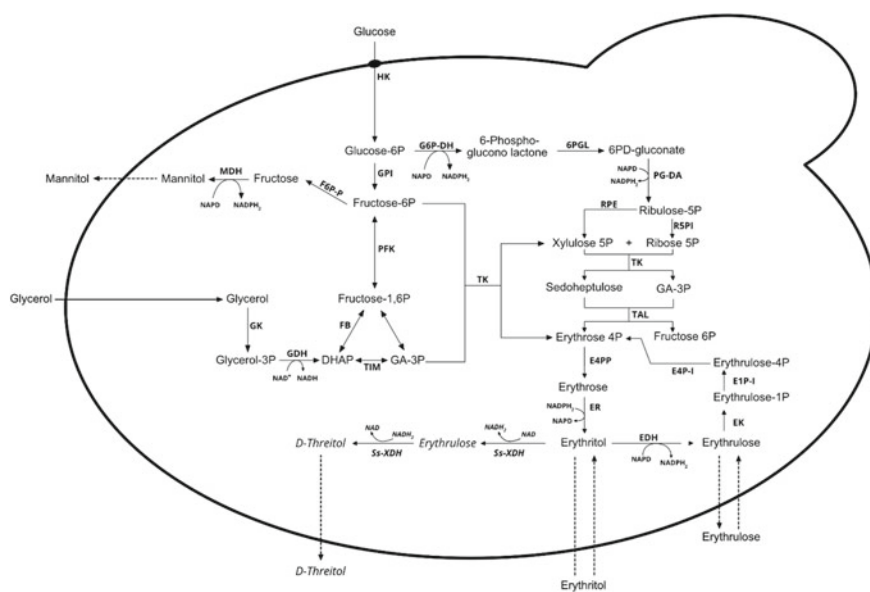 Glucose
HK
Glucose-6P
G6P-DH
NAPD
NADPH₂
6-Phospho-
glucono lactone
6PGL
6PD-gluconate
GPI
NAPD
NADPH₂
PG-DA
Mannitol
Mannitol
MDH
NAPD
NADPH₂
Fructose
F6P-P
Fructose-6P
RPE
Ribulose-5P
R5PI
Xylulose 5P + Ribose 5P
PFK
TK
TK
Sedoheptulose
GA-3P
Glycerol
Glycerol
Fructose-1,6P
TAL
GK
FB
Erythrose 4P
Fructose 6P
Glycerol-3P
GDH
NAD⁺
NADH
DHAP
TIM
GA-3P
E4PP
E4P-I
Erythrulose-4P
E1P-I
Erythrose
Erythrulose-1P
NADPH₂
NAPD
ER
EK
D-Threitol
NAD
NADH₂
Ss-XDH
Erythrulose
NADH₂
NAD
Ss-XDH
Erythritol
EDH
NAPD
NADPH₂
Erythrulose
Erythrulose
D-Threitol
Erythritol